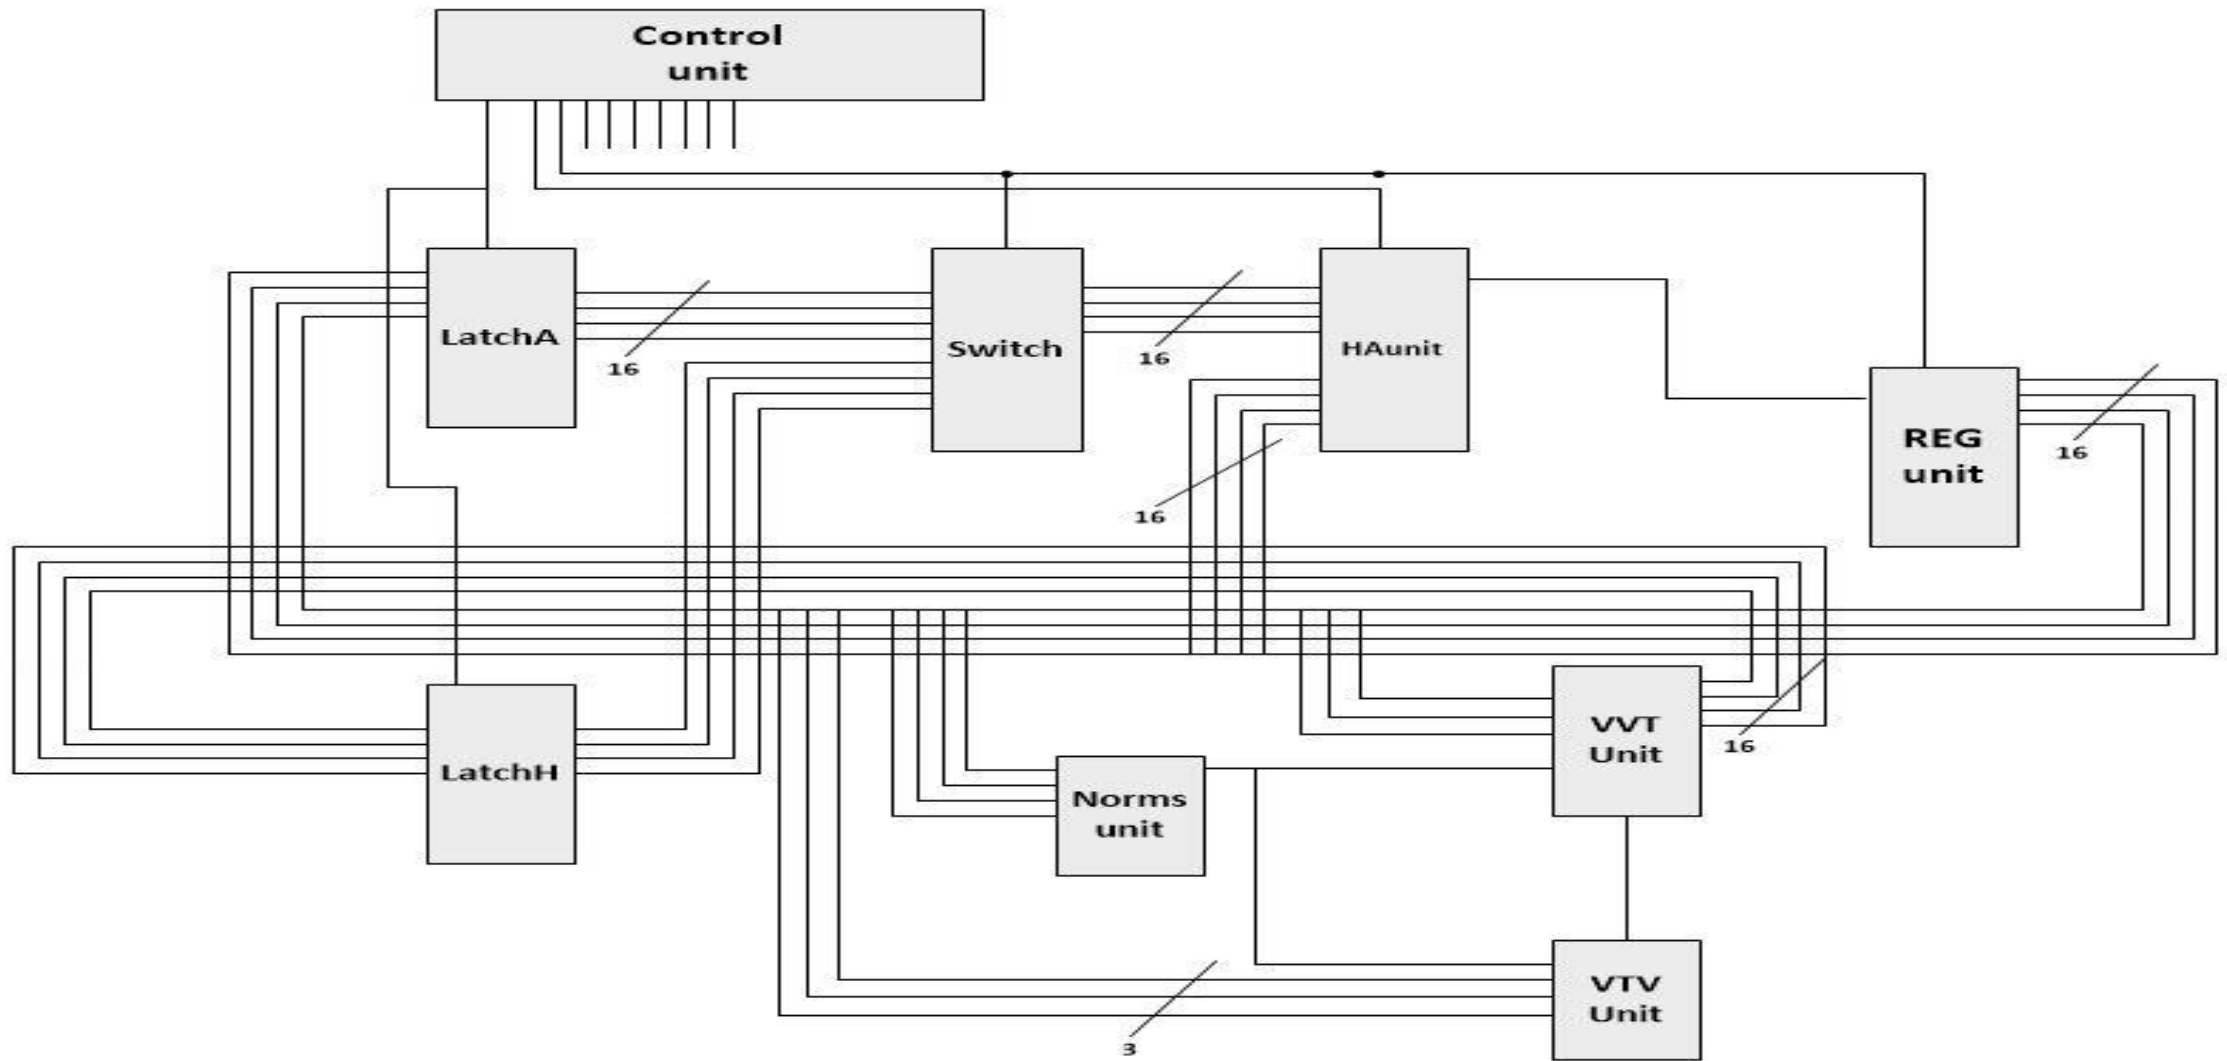 Control
unit
LatchA
16
Switch
16
HAunit
16
REG
unit
16
LatchH
Norms
unit
VVT
Unit
16
VTV
Unit
3